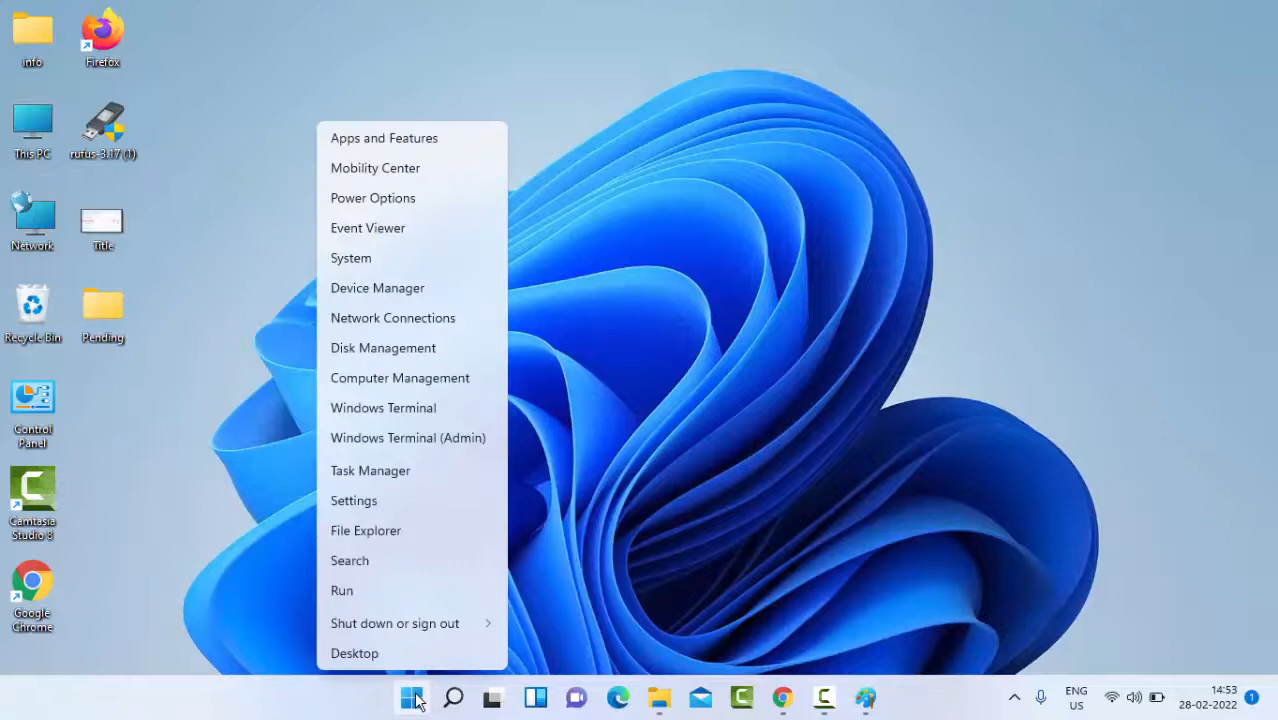 info
Firefox
This PC
rufus-3.17 (1)
Network
Title
Recycle Bin
Pending
Control
Panel
Camtasia
Studio 8
Google
Chrome
Apps and Features
Mobility Center
Power Options
Event Viewer
System
Device Manager
Network Connections
Disk Management
Computer Management
Windows Terminal
Windows Terminal (Admin)
Task Manager
Settings
File Explorer
Search
Run
Shut down or sign out
Desktop
ENG
US
14:53
28-02-2022
1